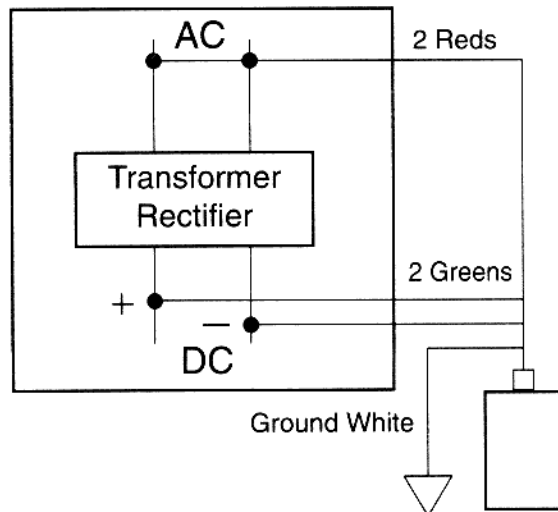 AC
2 Reds
Transformer
Rectifier
2 Greens
+
−
DC
Ground White